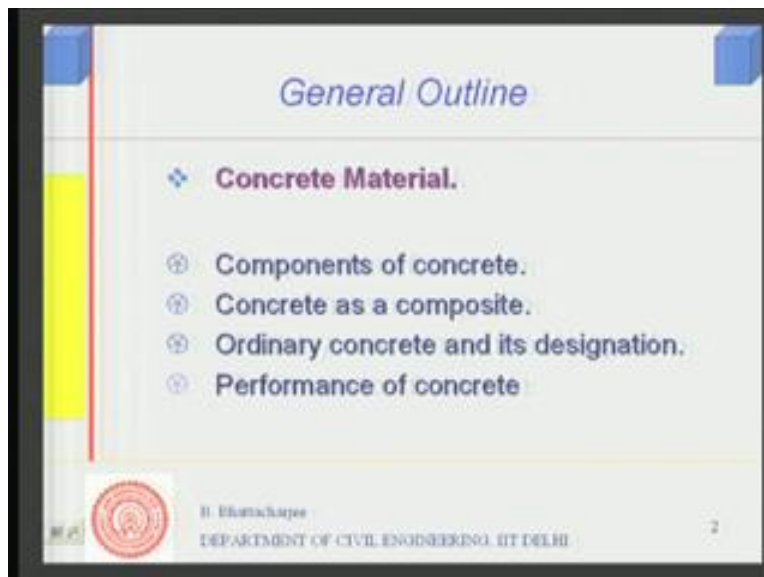 General Outline
Concrete Material.
Components of concrete.
Concrete as a composite.
Ordinary concrete and its designation.
Performance of concrete
B. Bhattacharjee
DEPARTMENT OF CIVIL ENGINEERING, IIT DELHI
2